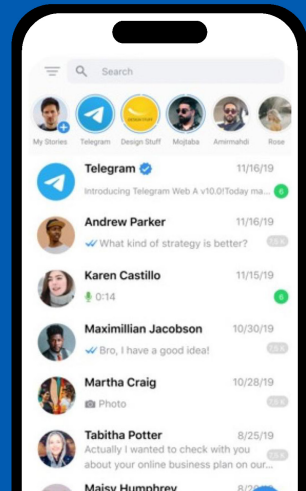 Search
My Stories
Telegram
Design Stuff
Mojtaba
Amirmahdi
Rose
Telegram 11/16/19
Introducing Telegram Web A v10.0!Today ma... 6
Andrew Parker 11/16/19
What kind of strategy is better?
Karen Castillo 11/15/19
0:14 6
Maximillian Jacobson 10/30/19
Bro, I have a good idea!
Martha Craig 10/28/19
Photo
Tabitha Potter 8/25/19
Actually I wanted to check with you
about your online business plan on our...
Maisy Humphrey